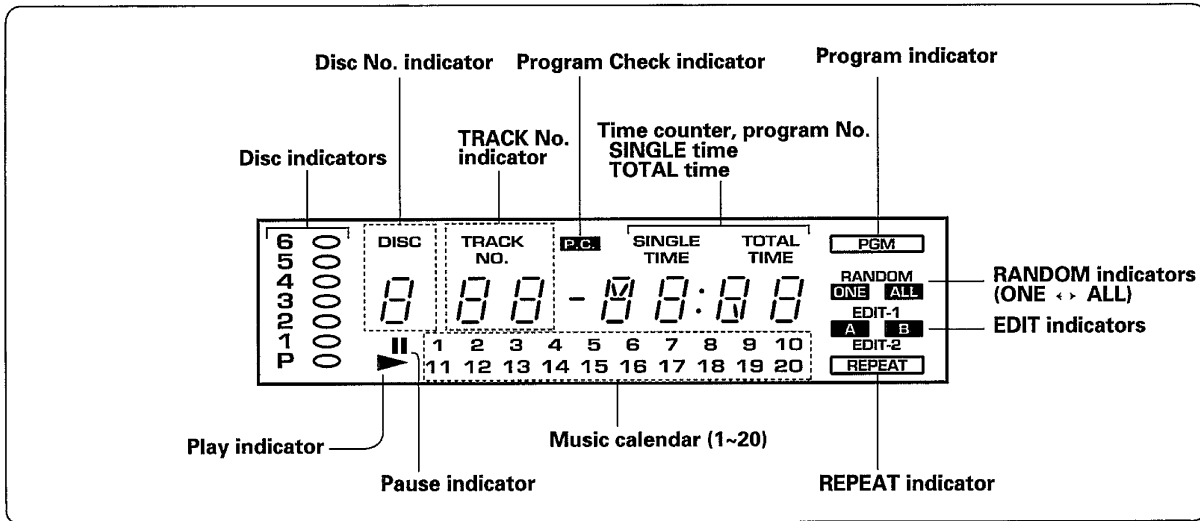 Disc No. indicator
Program Check indicator
Program indicator
Disc indicators
TRACK No.
indicator
Time counter, program No.
SINGLE time
TOTAL time
6
5
4
3
2
1
P
DISC
8
TRACK
NO.
88
P.C.
SINGLE
TIME
TOTAL
TIME
-88:88
1 2 3 4 5 6 7 8 9 10
11 12 13 14 15 16 17 18 19 20
PGM
RANDOM
ONE ALL
EDIT-1
A B
EDIT-2
REPEAT
RANDOM indicators
(ONE ↔ ALL)
EDIT indicators
Play indicator
Pause indicator
Music calendar (1~20)
REPEAT indicator